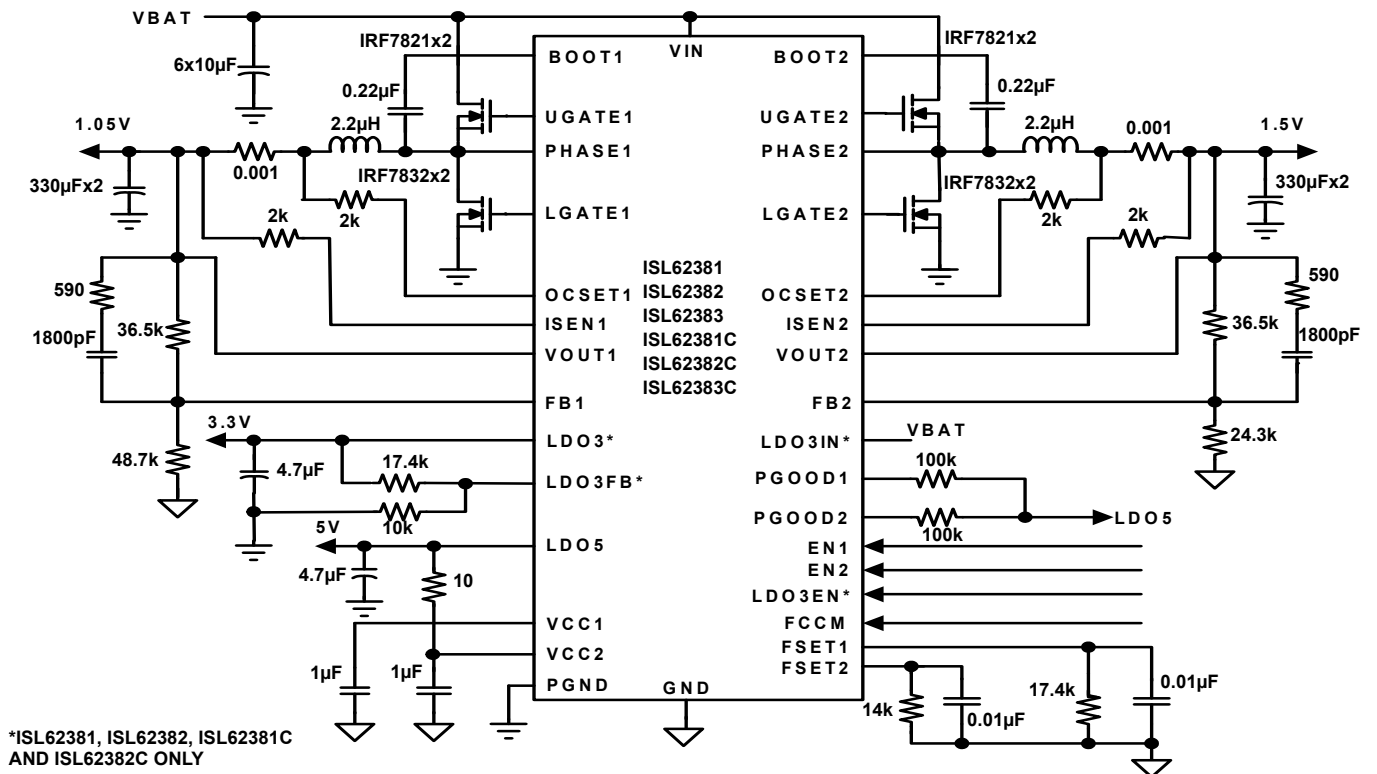 VBAT
IRF7821x2
IRF7821x2
VIN
BOOT1
BOOT2
6x10µF
0.22µF
0.22µF
UGATE1
UGATE2
1.05V
2.2µH
2.2µH
0.001
1.5V
PHASE1
PHASE2
0.001
IRF7832x2
IRF7832x2
330µFx2
330µFx2
2k
2k
LGATE1
LGATE2
2k
2k
ISL62381
ISL62382
ISL62383
ISL62381C
ISL62382C
ISL62383C
590
590
OCSET1
OCSET2
ISEN1
ISEN2
1800pF
36.5k
36.5k
1800pF
VOUT1
VOUT2
FB1
FB2
3.3V
LDO3*
LDO3IN*
VBAT
24.3k
48.7k
4.7µF
17.4k
LDO3FB*
PGOOD1
100k
10k
PGOOD2
100k
LDO5
5V
LDO5
EN1
4.7µF
10
EN2
LDO3EN*
VCC1
FCCM
FSET1
VCC2
FSET2
1µF
1µF
PGND
GND
14k
0.01µF
17.4k
0.01µF
*ISL62381, ISL62382, ISL62381C
AND ISL62382C ONLY